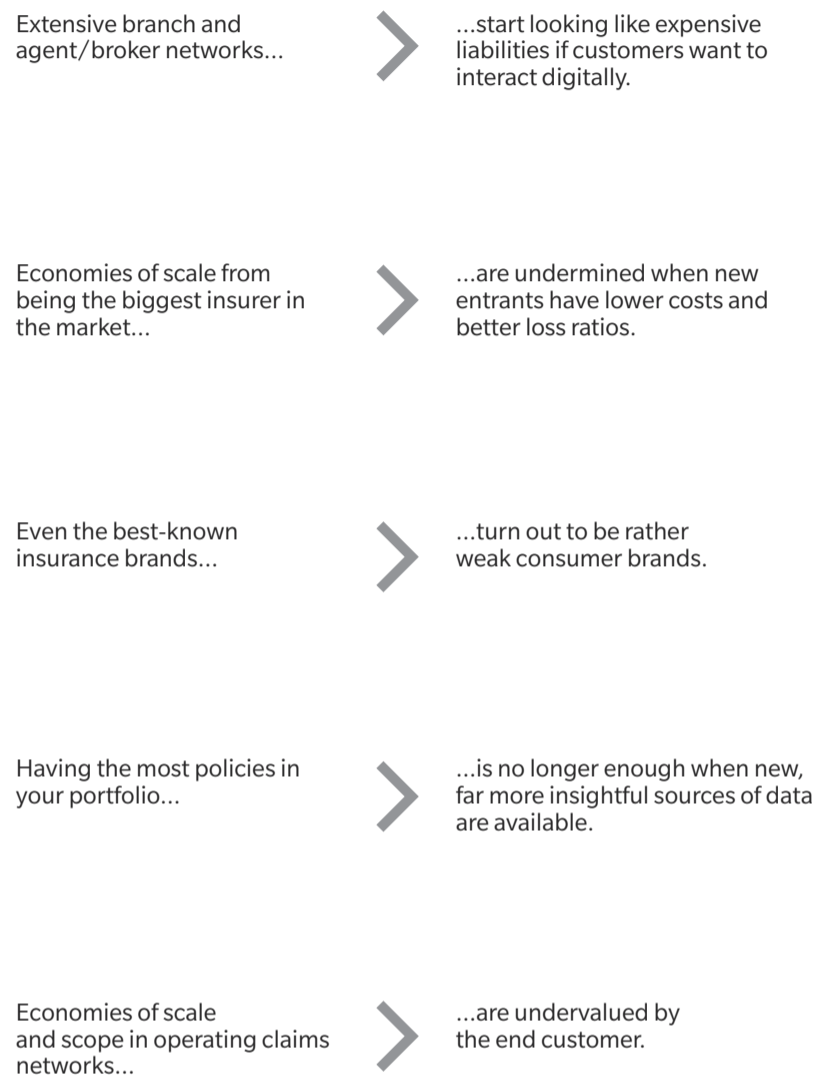 Extensive branch and
agent/broker networks...
...start looking like expensive
liabilities if customers want to
interact digitally.
Economies of scale from
being the biggest insurer in
the market...
...are undermined when new
entrants have lower costs and
better loss ratios.
Even the best-known
insurance brands...
...turn out to be rather
weak consumer brands.
Having the most policies in
your portfolio...
...is no longer enough when new,
far more insightful sources of data
are available.
Economies of scale
and scope in operating claims
networks...
...are undervalued by
the end customer.